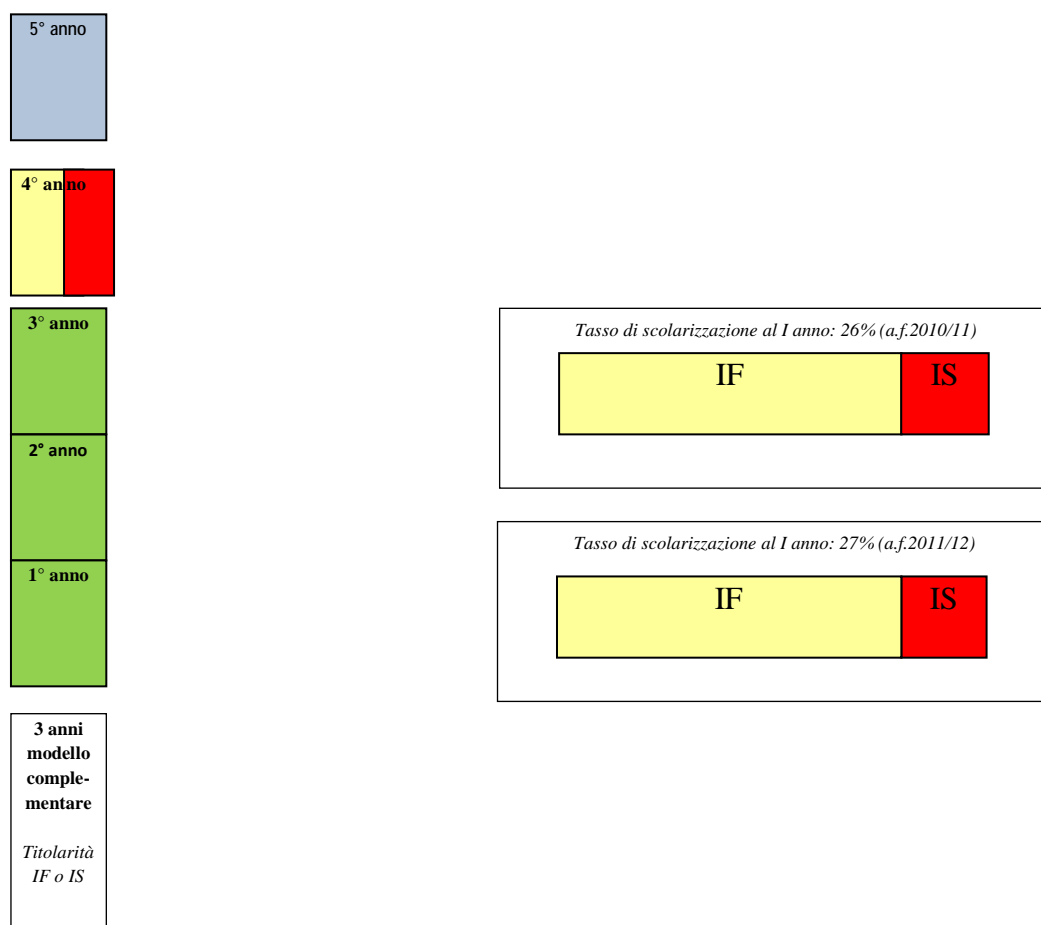 5° anno
4° anno
3° anno
2° anno
1° anno
3 anni
modello
comple-
mentare
Titolarità
IF o IS
Tasso di scolarizzazione al I anno: 26% (a.f.2010/11)
IF IS
Tasso di scolarizzazione al I anno: 27% (a.f.2011/12)
IF IS